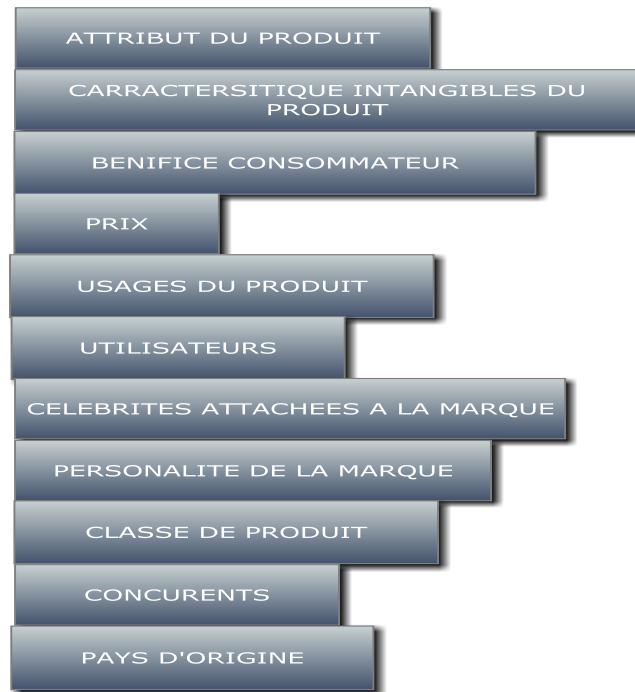 ATTRIBUT DU PRODUIT
CARRACTERSITIQUE INTANGIBLES DU
PRODUIT
BENIFICE CONSOMMATEUR
PRIX
USAGES DU PRODUIT
UTILISATEURS
CELEBRITES ATTACHEES A LA MARQUE
PERSONALITE DE LA MARQUE
CLASSE DE PRODUIT
CONCURENTS
PAYS D'ORIGINE